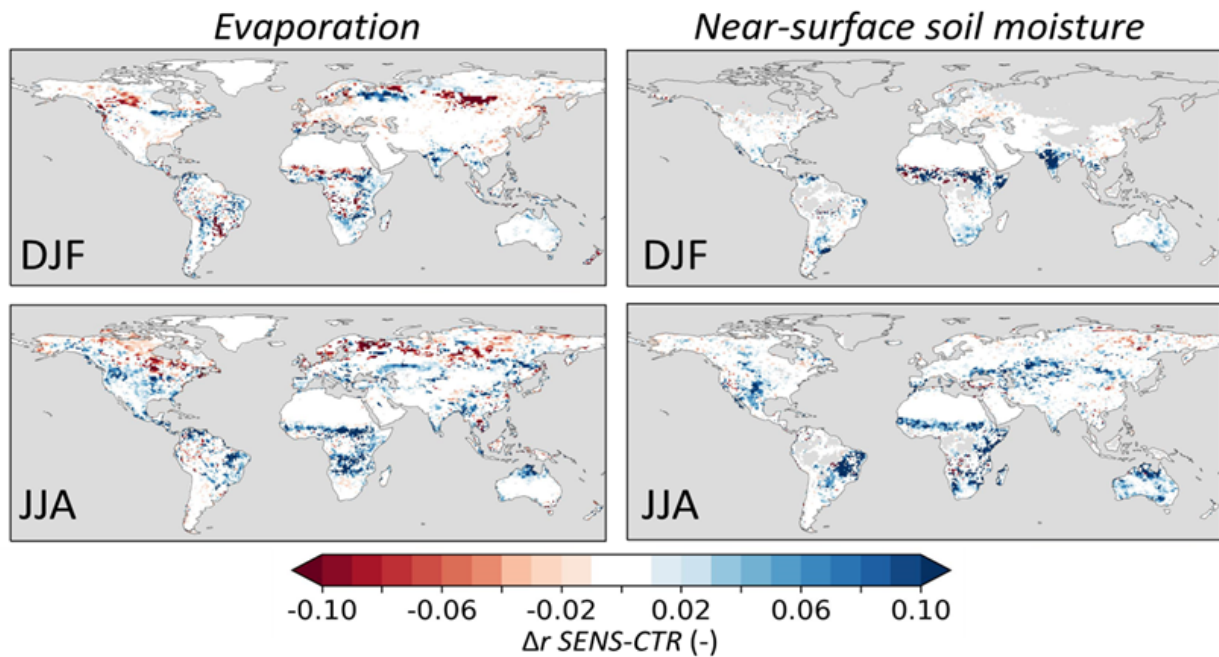 Evaporation
Near-surface soil moisture
DJF
DJF
JJA
JJA
-0.10 -0.06 -0.02 0.02 0.06 0.10
Δr SENS-CTR (-)